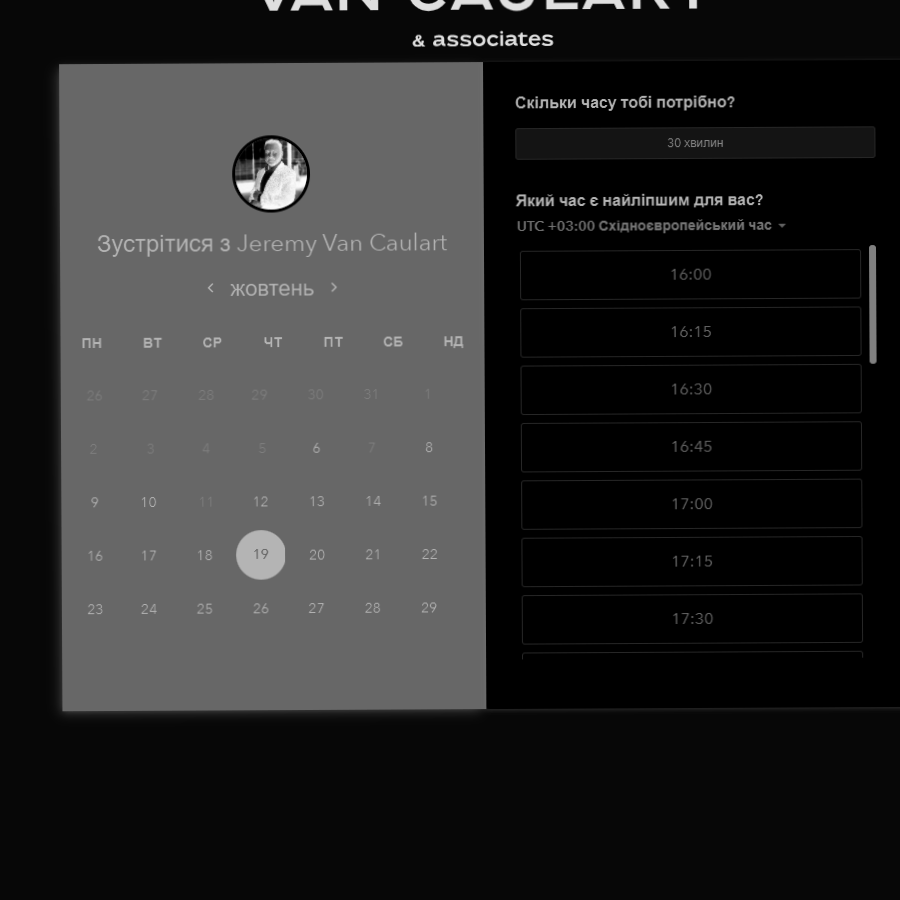 VAN CAULART
& associates
Зустрітися з Jeremy Van Caulart
жовтень
ПН ВТ СР ЧТ ПТ СБ НД
26 27 28 29 30 31 1
2 3 4 5 6 7 8
9 10 11 12 13 14 15
16 17 18 19 20 21 22
23 24 25 26 27 28 29
Скільки часу тобі потрібно?
30 хвилин
Який час є найліпшим для вас?
UTC +03:00 Східноєвропейський час
16:00
16:15
16:30
16:45
17:00
17:15
17:30